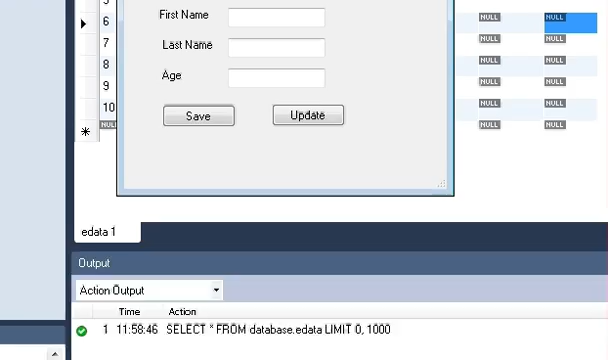 First Name
6 NULL NULL
Last Name
7 NULL NULL
8 NULL NULL
Age
9 NULL NULL
10 NULL NULL
Save Update
NULL NULL NULL
edata 1
Output
Action Output
Time Action
1 11:58:46 SELECT * FROM database.edata LIMIT 0, 1000